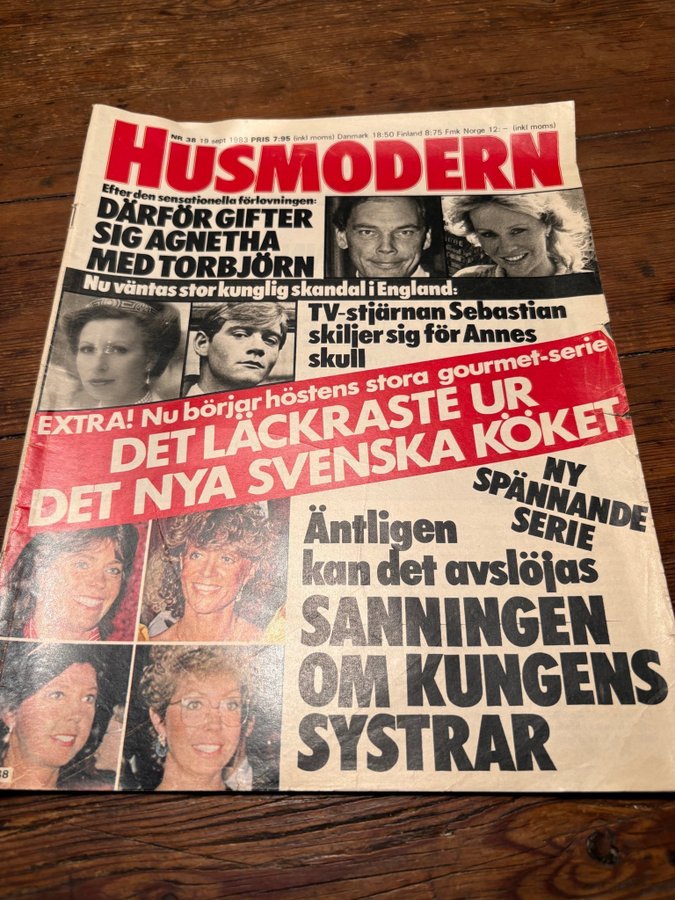 NR 38 19 sept 1983 PRIS 7:95 (inkl moms) Danmark 18:50 Finland 8:75 Fmk Norge 12:– (inkl moms)
HUSMODERN
Efter den sensationella förlovningen:
DÄRFÖR GIFTER
SIG AGNETHA
MED TORBJÖRN
Nu väntas stor kunglig skandal i England:
TV-stjärnan Sebastian
skiljer sig för Annes
skull
EXTRA! Nu börjar höstens stora gourmet-serie
DET LÄCKRASTE UR
DET NYA SVENSKA KÖKET
NY
SPÄNNANDE
SERIE
Äntligen
kan det avslöjas
SANNINGEN
OM KUNGENS
SYSTRAR